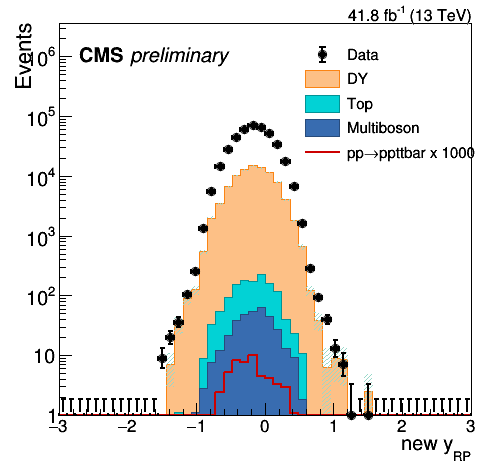 41.8 fb⁻¹ (13 TeV)
Events
CMS preliminary
Data
DY
Top
Multiboson
pp→ppttbar x 1000
10⁶
10⁵
10⁴
10³
10²
10
1
−3 −2 −1 0 1 2 3
new y_RP